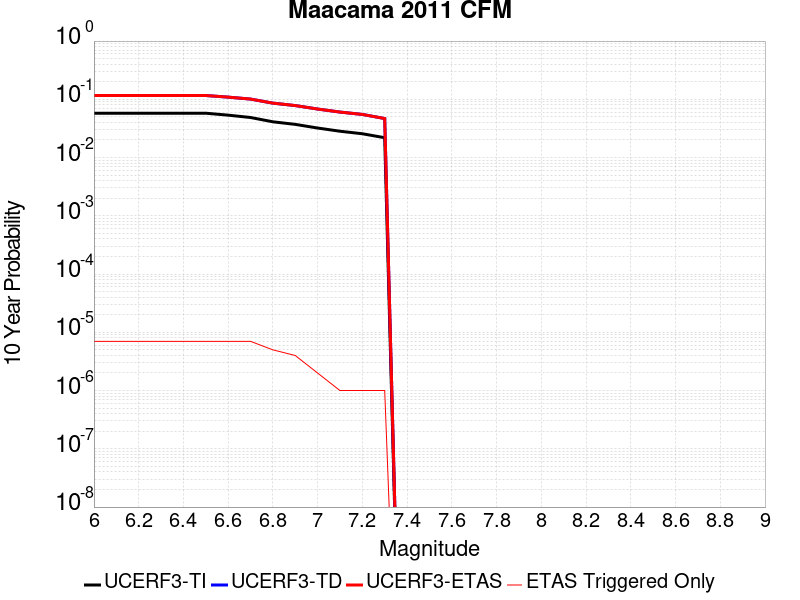 Maacama 2011 CFM
10 Year Probability
10^0
10^-1
10^-2
10^-3
10^-4
10^-5
10^-6
10^-7
10^-8
6 6.2 6.4 6.6 6.8 7 7.2 7.4 7.6 7.8 8 8.2 8.4 8.6 8.8 9
Magnitude
UCERF3-TI UCERF3-TD UCERF3-ETAS ETAS Triggered Only